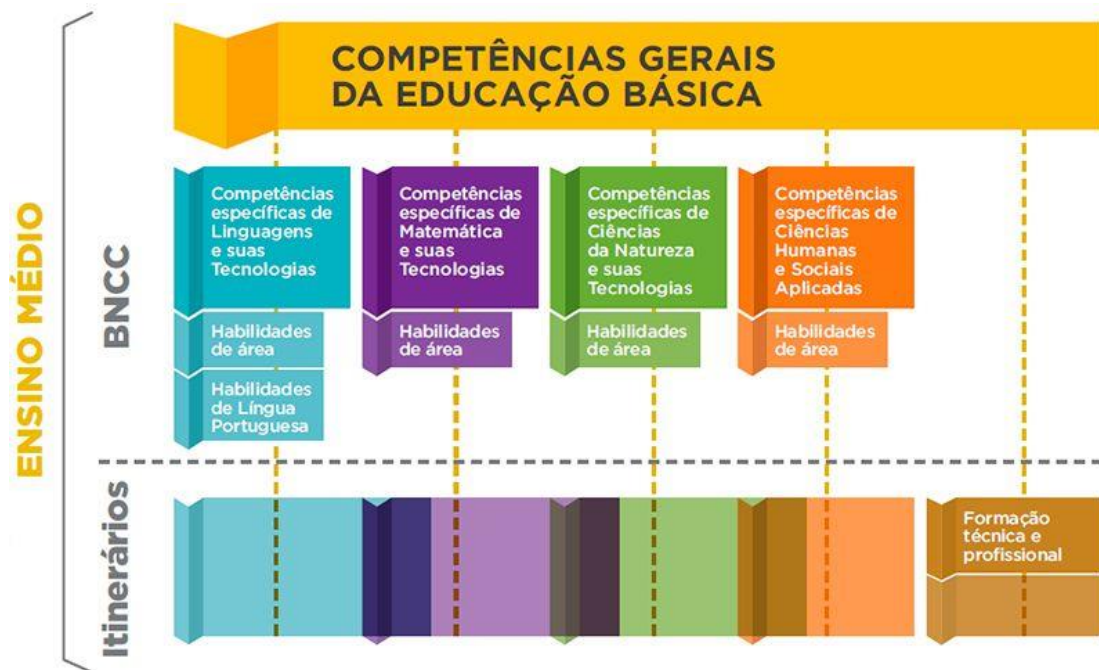 ENSINO MÉDIO
BNCC
COMPETÊNCIAS GERAIS
DA EDUCAÇÃO BÁSICA
Competências
específicas de
Linguagens
e suas
Tecnologias
Habilidades
de área
Habilidades
de Língua
Portuguesa
Competências
específicas de
Matemática
e suas
Tecnologias
Habilidades
de área
Competências
específicas de
Ciências
da Natureza
e suas
Tecnologias
Habilidades
de área
Competências
específicas de
Ciências
Humanas
e Sociais
Aplicadas
Habilidades
de área
Itinerários
Formação
técnica e
profissional